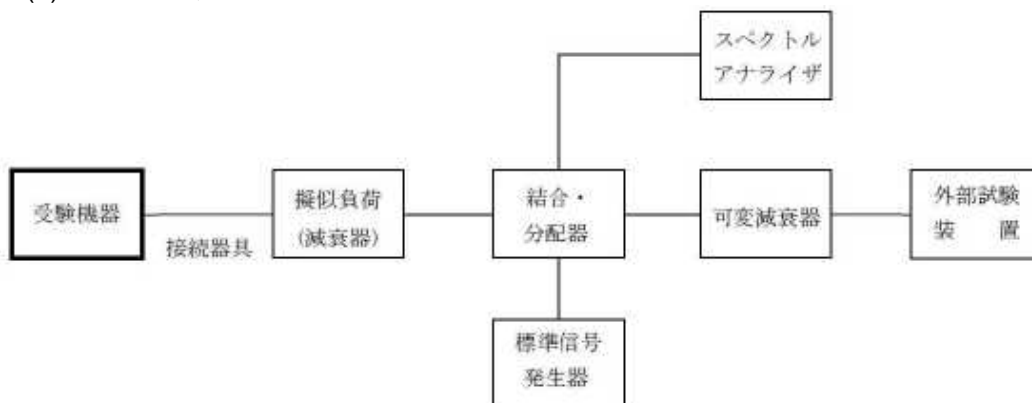 スペクトル
アナライザ
受験機器
接続器具
擬似負荷
(減衰器)
結合・
分配器
可変減衰器
外部試験
装　　置
標準信号
発生器